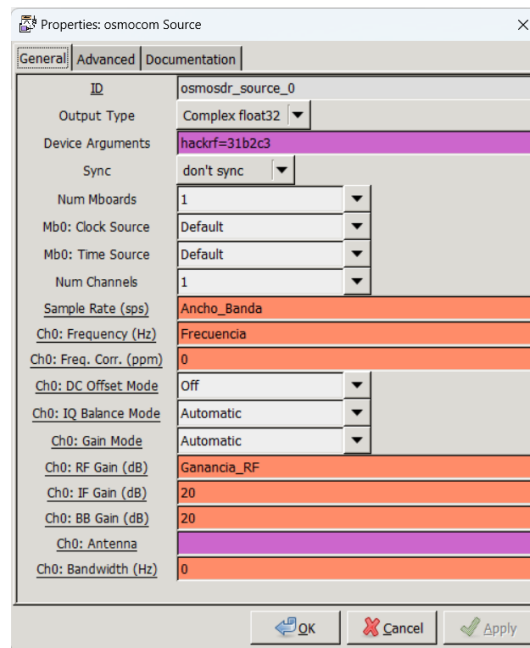 Properties: osmocom Source
General Advanced Documentation
ID osmosdr_source_0
Output Type Complex float32
Device Arguments hackrf=31b2c3
Sync don't sync
Num Mboards 1
Mb0: Clock Source Default
Mb0: Time Source Default
Num Channels 1
Sample Rate (sps) Ancho_Banda
Ch0: Frequency (Hz) Frecuencia
Ch0: Freq. Corr. (ppm) 0
Ch0: DC Offset Mode Off
Ch0: IQ Balance Mode Automatic
Ch0: Gain Mode Automatic
Ch0: RF Gain (dB) Ganancia_RF
Ch0: IF Gain (dB) 20
Ch0: BB Gain (dB) 20
Ch0: Antenna
Ch0: Bandwidth (Hz) 0
OK Cancel Apply